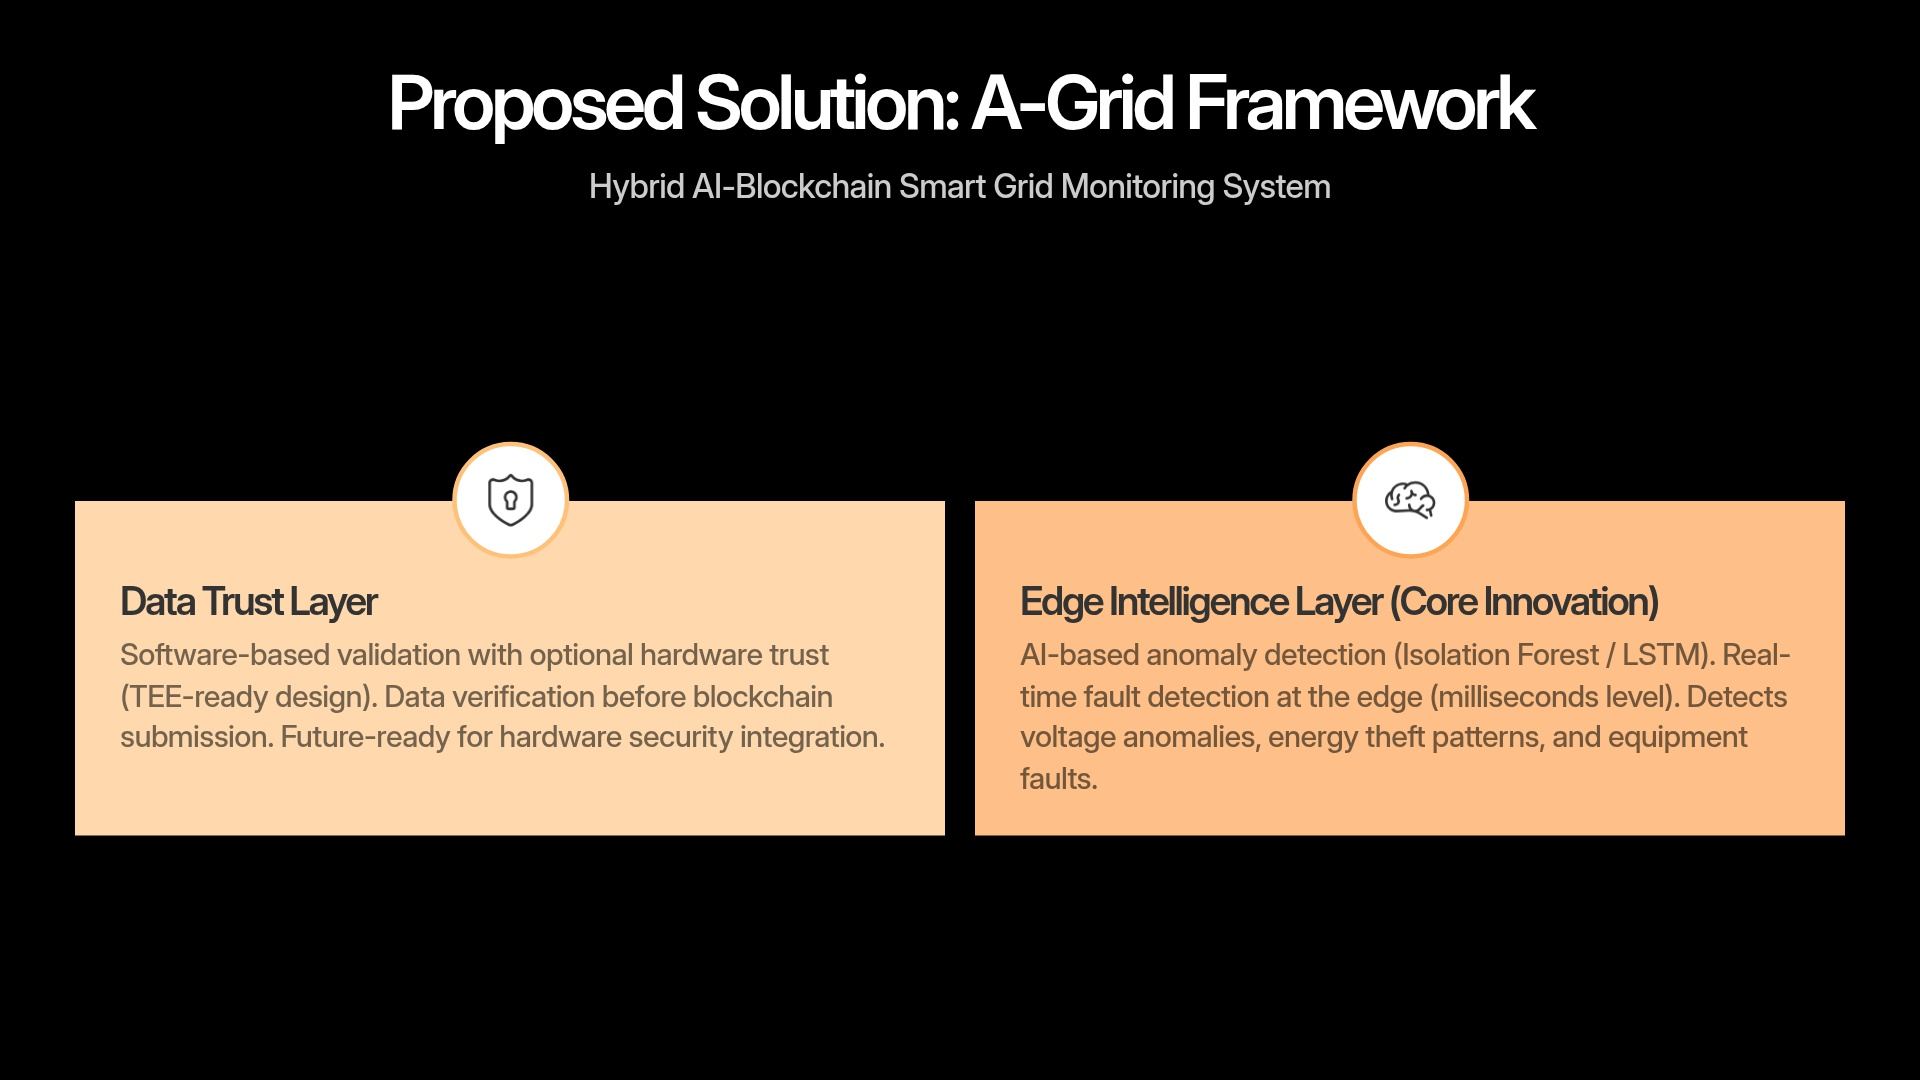 Proposed Solution: A-Grid Framework
Hybrid AI-Blockchain Smart Grid Monitoring System
Data Trust Layer
Software-based validation with optional hardware trust
(TEE-ready design). Data verification before blockchain
submission. Future-ready for hardware security integration.
Edge Intelligence Layer (Core Innovation)
AI-based anomaly detection (Isolation Forest / LSTM). Real-
time fault detection at the edge (milliseconds level). Detects
voltage anomalies, energy theft patterns, and equipment
faults.